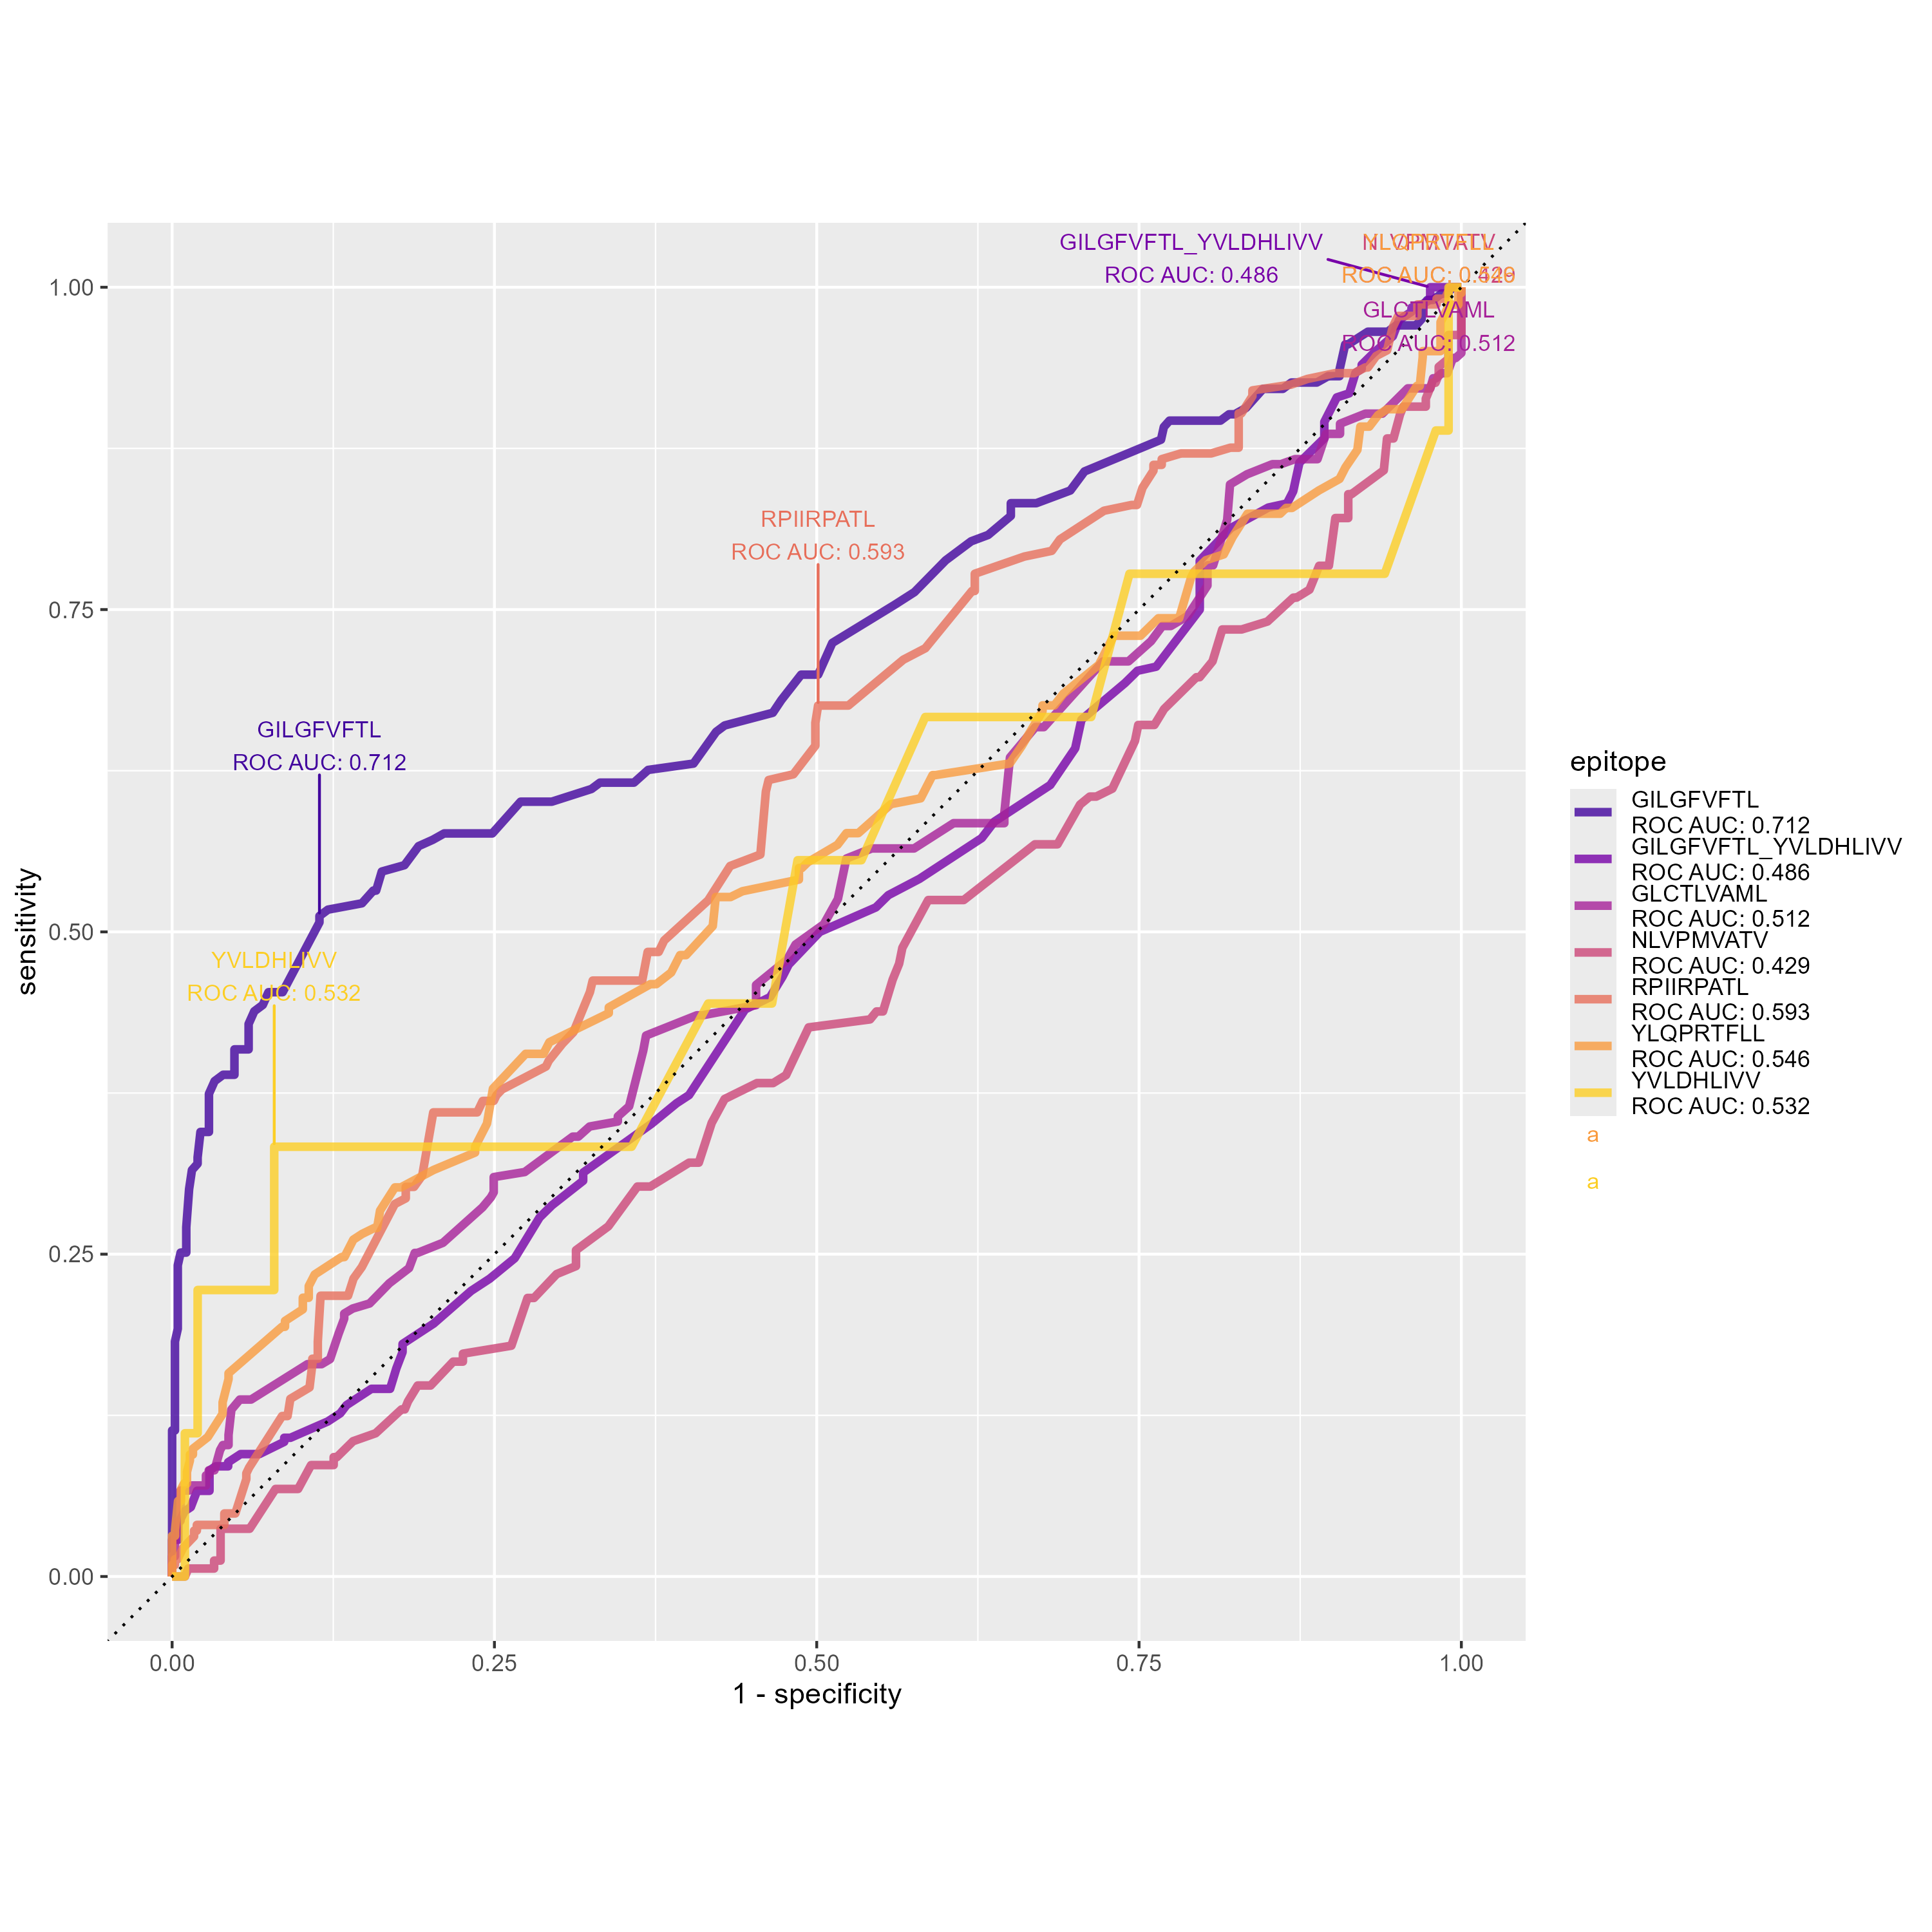 1.00
0.75
0.50
0.25
0.00
sensitivity
GILGFVFTL_YVLDHLIVV
ROC AUC: 0.486
ROC AUC:
GLCTLVAML
ROC AUC: 0.512
RPIIRPATL
ROC AUC: 0.593
GILGFVFTL
ROC AUC: 0.712
YVLDHLIVV
ROC AUC: 0.532
0.00
0.25
0.50
0.75
1.00
1 - specificity
epitope
GILGFVFTL
ROC AUC: 0.712
GILGFVFTL_YVLDHLIVV
ROC AUC: 0.486
GLCTLVAML
ROC AUC: 0.512
NLVPMVATV
ROC AUC: 0.429
RPIIRPATL
ROC AUC: 0.593
YLQPRTFLL
ROC AUC: 0.546
YVLDHLIVV
ROC AUC: 0.532
a
a